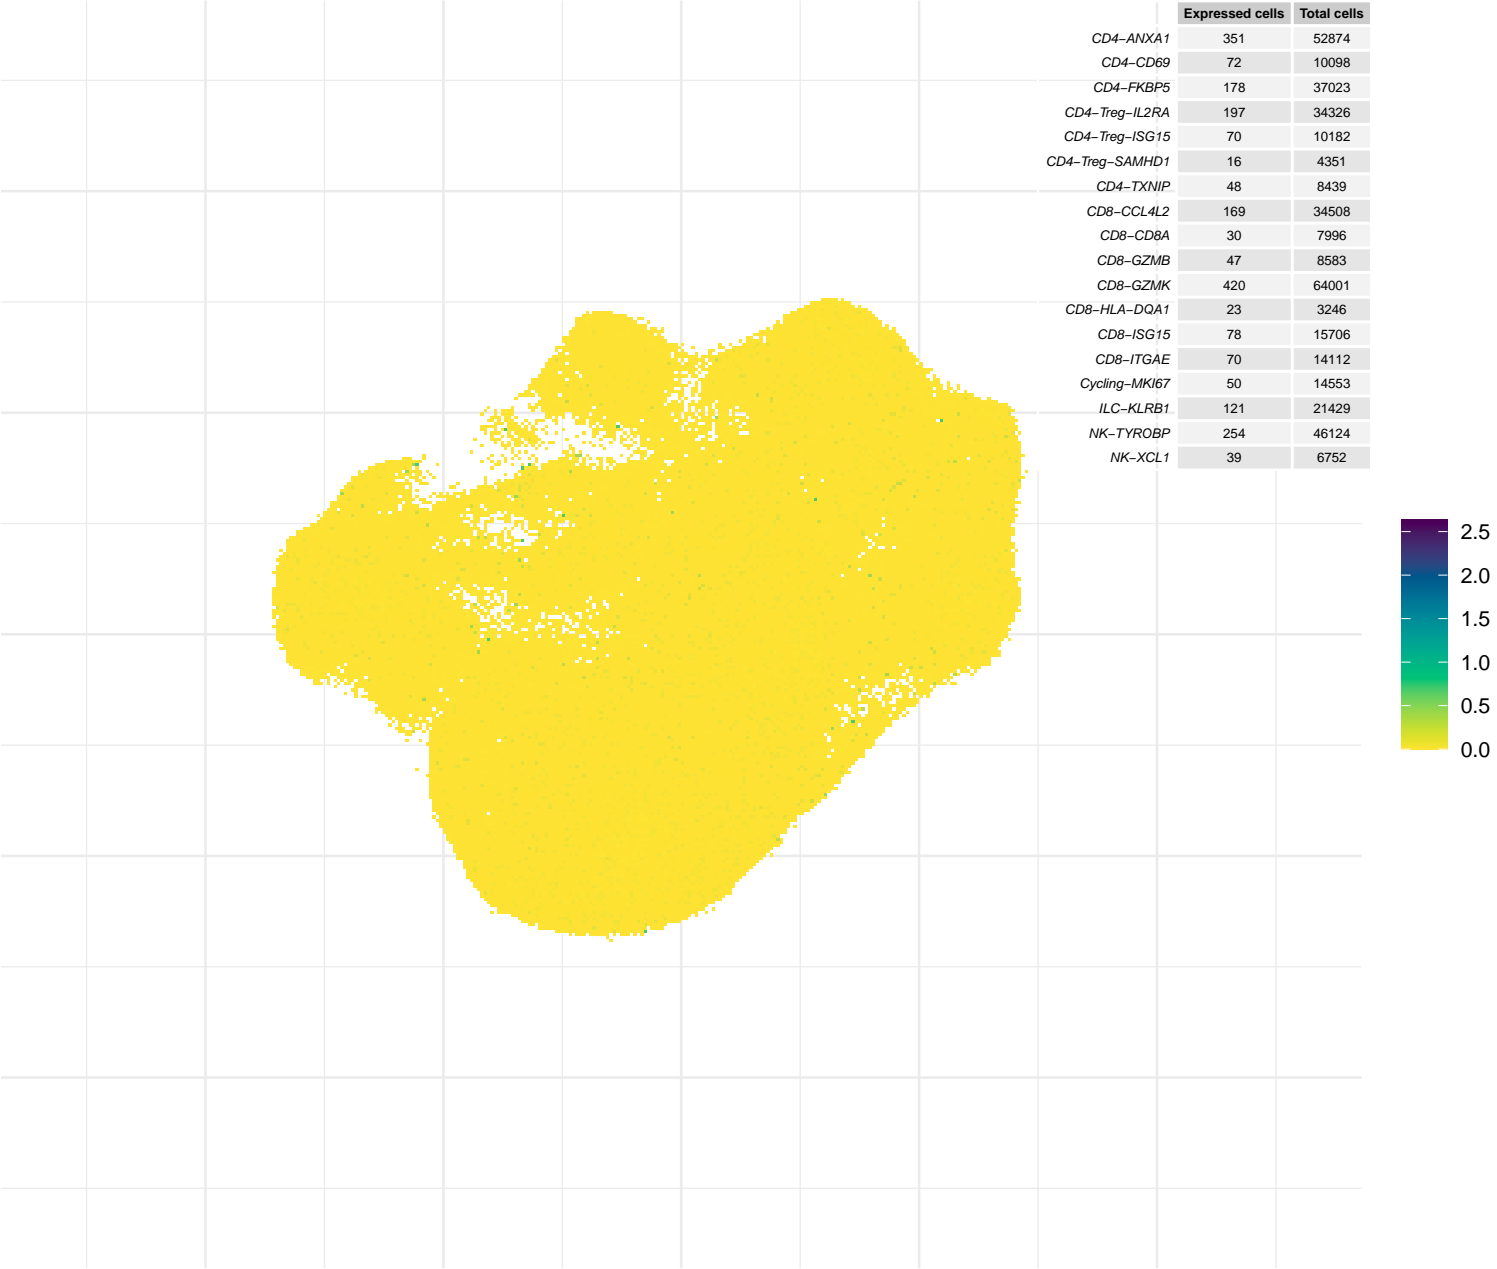 Expressed cells Total cells
CD4−ANXA1 351 52874
CD4−CD69 72 10098
CD4−FKBP5 178 37023
CD4−Treg−IL2RA 197 34326
CD4−Treg−ISG15 70 10182
CD4−Treg−SAMHD1 16 4351
CD4−TXNIP 48 8439
CD8−CCL4L2 169 34508
CD8−CD8A 30 7996
CD8−GZMB 47 8583
CD8−GZMK 420 64001
CD8−HLA−DQA1 23 3246
CD8−ISG15 78 15706
CD8−ITGAE 70 14112
Cycling−MKI67 50 14553
ILC−KLRB1 121 21429
NK−TYROBP 254 46124
NK−XCL1 39 6752
2.5
2.0
1.5
1.0
0.5
0.0